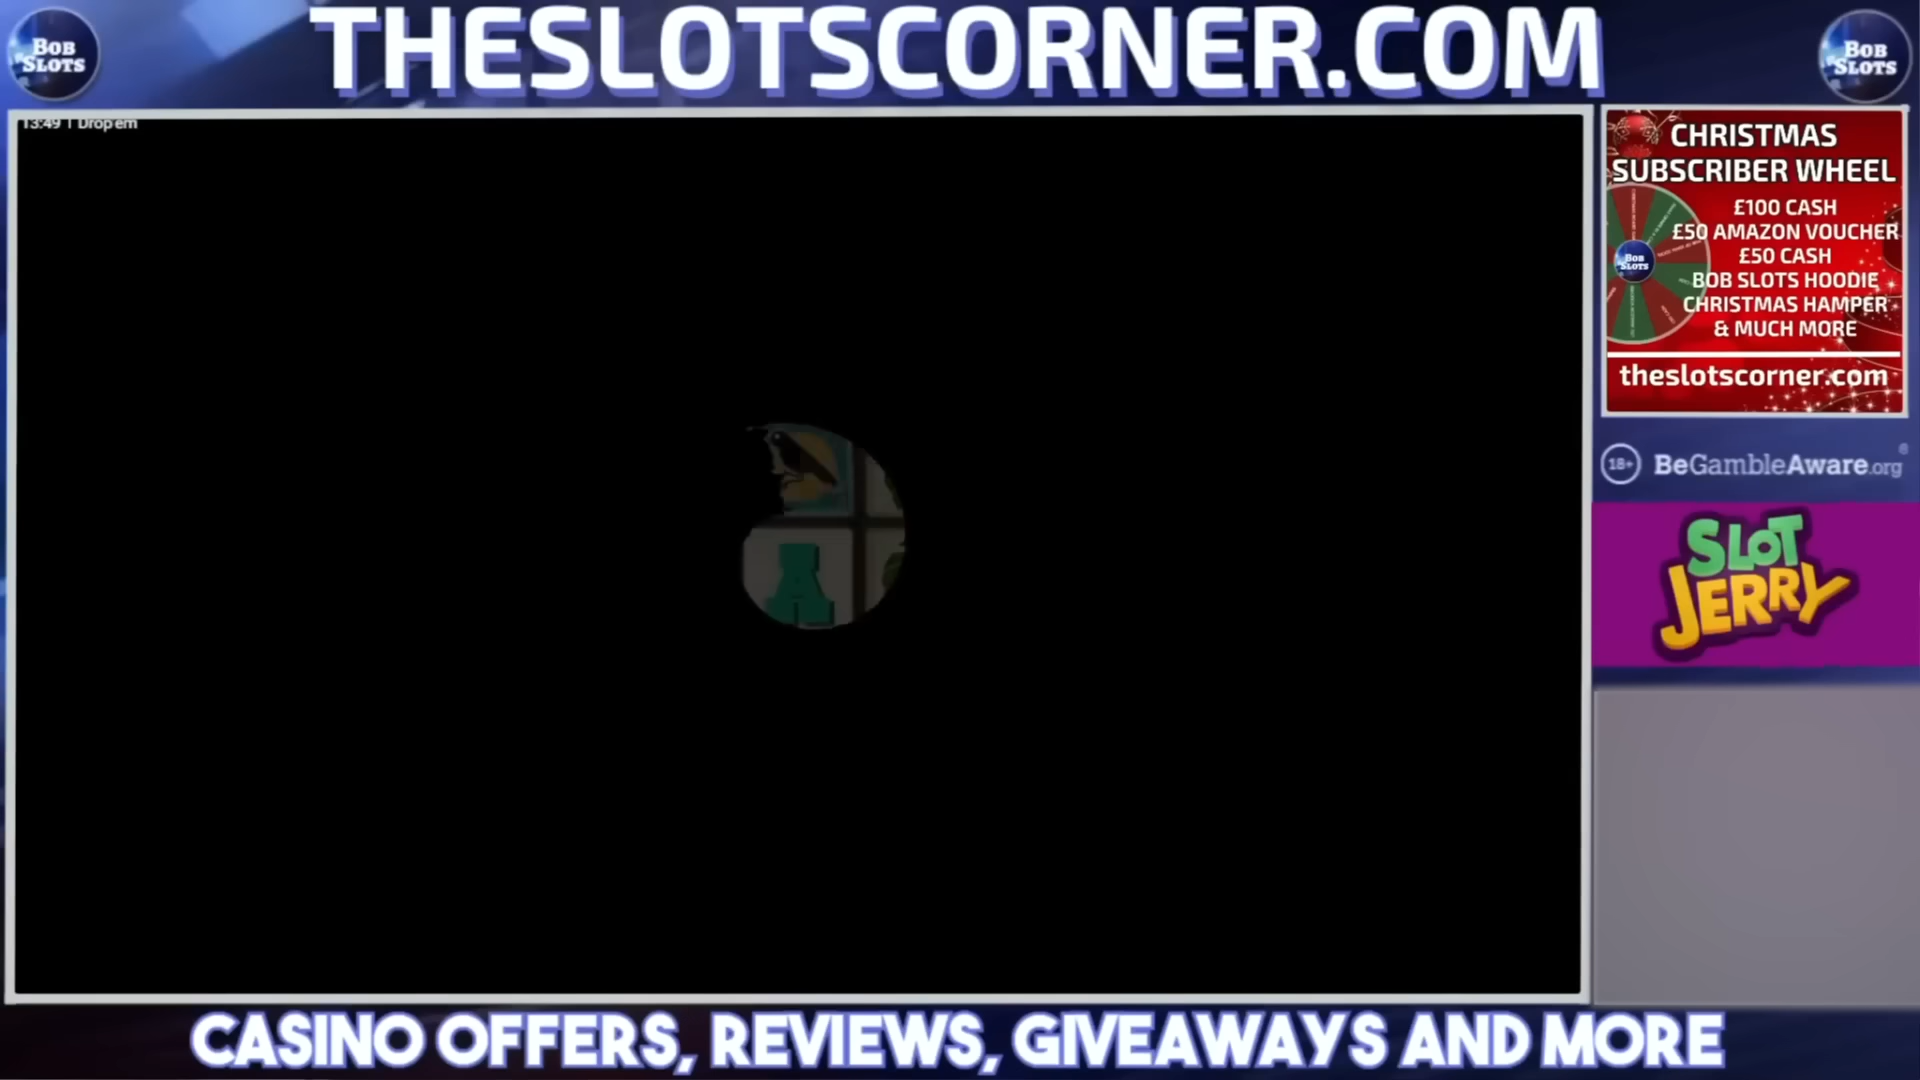 THESLOTSCORNER.COM
BOB
SLOTS
BOB
SLOTS
13:49 | Drop em
CHRISTMAS
SUBSCRIBER WHEEL
£100 CASH
£50 AMAZON VOUCHER
£50 CASH
BOB SLOTS HOODIE
CHRISTMAS HAMPER
& MUCH MORE
BOB
SLOTS
theslotscorner.com
18+ BeGambleAware.org®
SLOT
JERRY
A
CASINO OFFERS, REVIEWS, GIVEAWAYS AND MORE